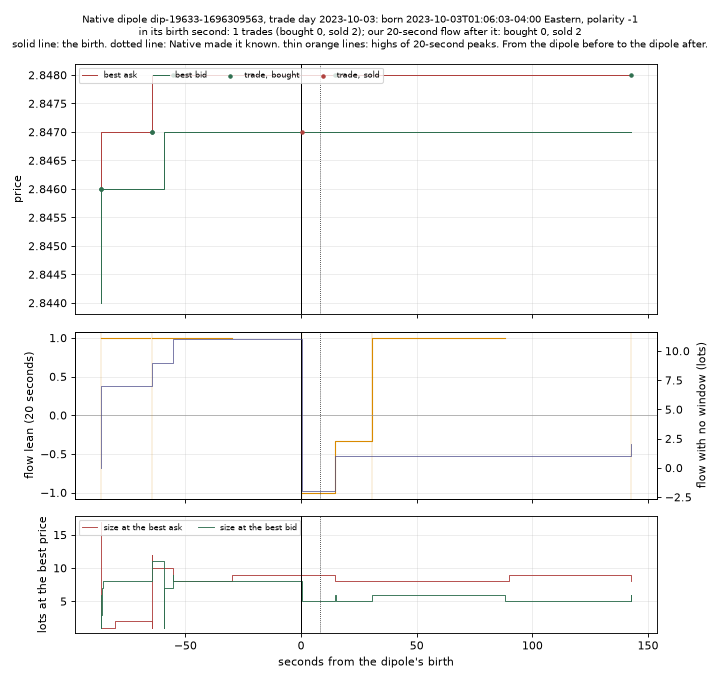 Native dipole dip-19633-1696309563, trade day 2023-10-03: born 2023-10-03T01:06:03-04:00 Eastern, polarity -1
in its birth second: 1 trades (bought 0, sold 2); our 20-second flow after it: bought 0, sold 2
solid line: the birth. dotted line: Native made it known. thin orange lines: highs of 20-second peaks. From the dipole before to the dipole after.
best ask
best bid
trade, bought
trade, sold
2.8480
2.8475
2.8470
2.8465
2.8460
2.8455
2.8450
2.8445
2.8440
price
1.0
0.5
0.0
−0.5
−1.0
flow lean (20 seconds)
10.0
7.5
5.0
2.5
0.0
−2.5
flow with no window (lots)
size at the best ask
size at the best bid
15
10
5
lots at the best price
−50
0
50
100
150
seconds from the dipole's birth